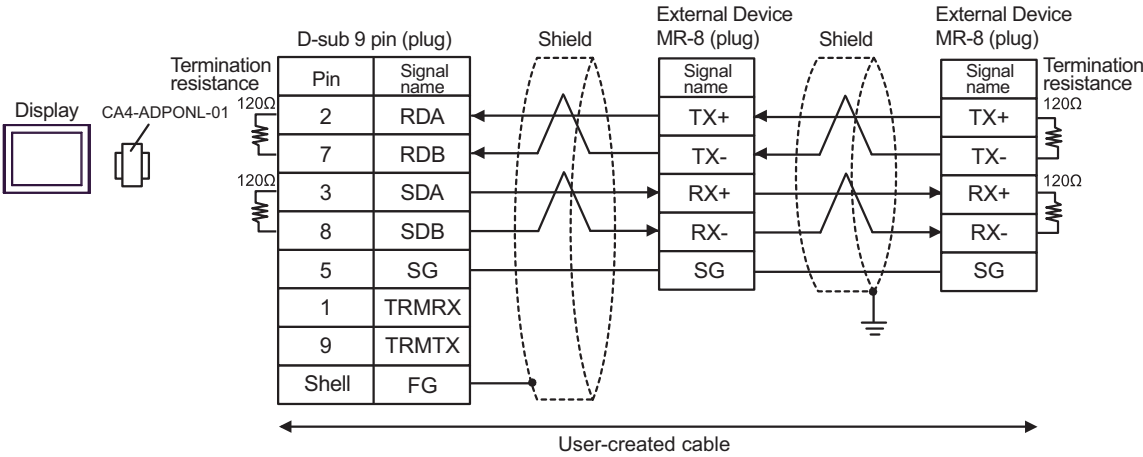 External Device
MR-8 (plug)
External Device
MR-8 (plug)
D-sub 9 pin (plug)
Shield
Shield
Termination
resistance
Termination
resistance
Display
CA4-ADPONL-01
120Ω
120Ω
Pin Signal name
2 RDA
7 RDB
3 SDA
8 SDB
5 SG
1 TRMRX
9 TRMTX
Shell FG
Signal
name
TX+
TX-
RX+
RX-
SG
Signal
name
TX+
TX-
RX+
RX-
SG
120Ω
120Ω
User-created cable